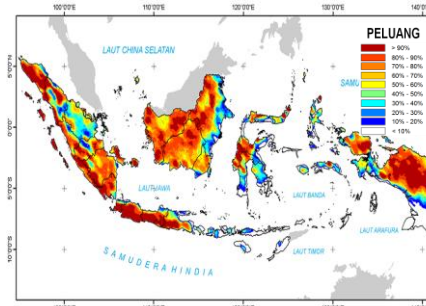 100°0'0"E 110°0'0"E 120°0'0"E 130°0'0"E
LAUT CHINA SELATAN
PELUANG
> 90%
80% - 90%
70% - 80%
60% - 70%
50% - 60%
40% - 50%
30% - 40%
20% - 30%
10% - 20%
< 10%
SAMU
5°0'0"N
0°0'0"
5°0'0"S
10°0'0"S
LAUT JAWA
LAUT BANDA
LAUT ARAFURA
LAUT TIMOR
SAMUDERA HINDIA